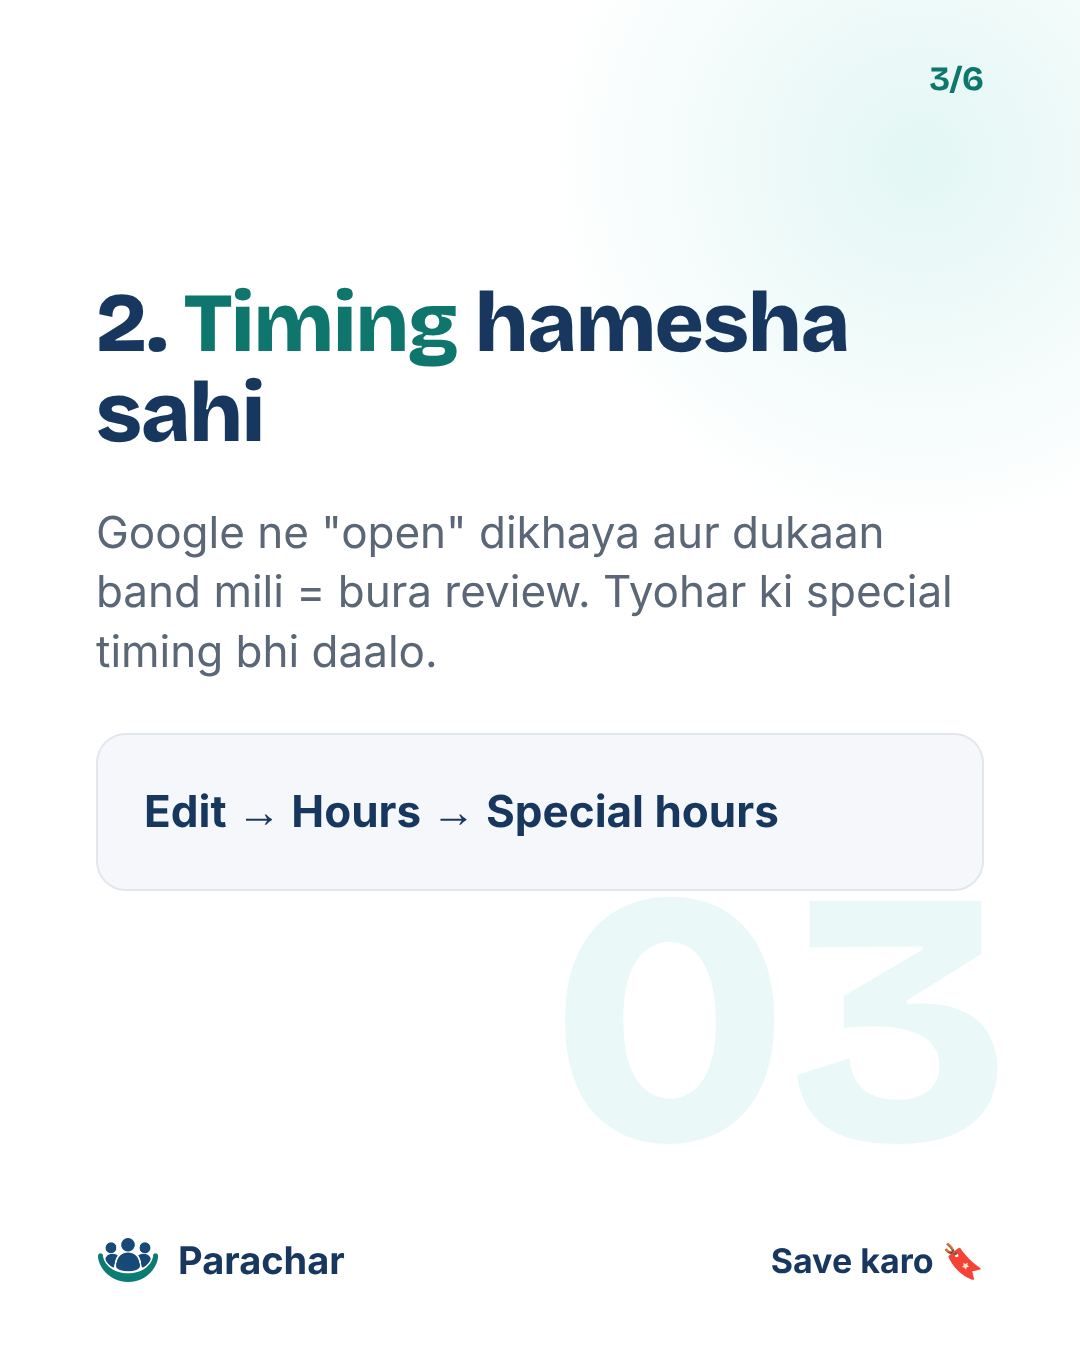 3/6
2. Timing hamesha
sahi
Google ne "open" dikhaya aur dukaan
band mili = bura review. Tyohar ki special
timing bhi daalo.
Edit → Hours → Special hours
03
Parachar
Save karo 🔖